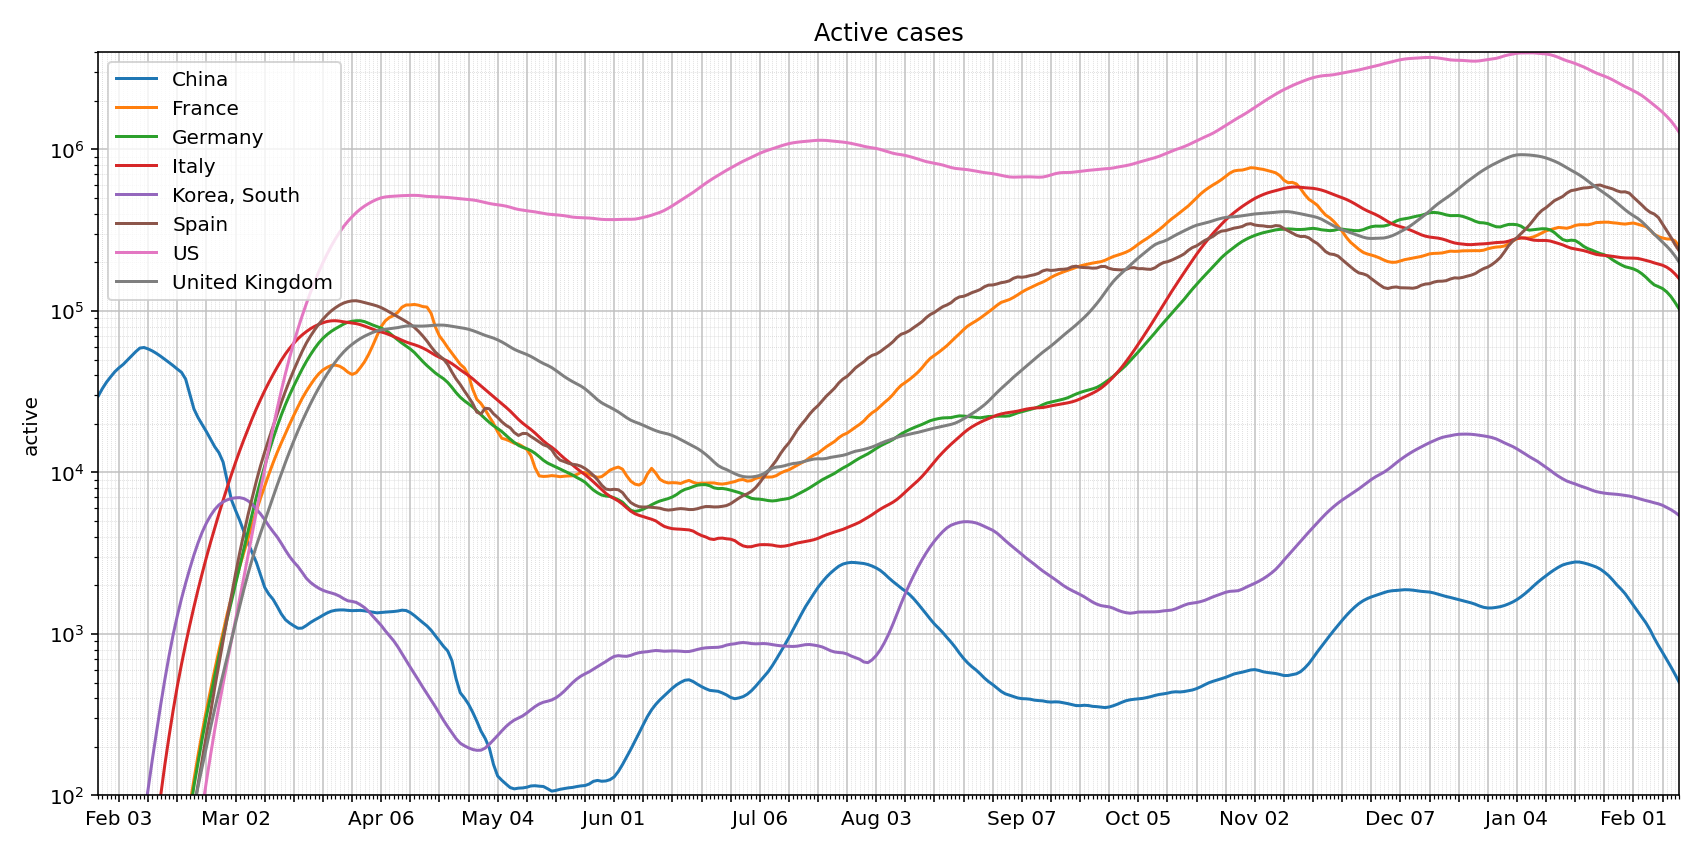 Active cases
China
France
Germany
Italy
Korea, South
Spain
US
United Kingdom
active
10^6
10^5
10^4
10^3
10^2
Feb 03 Mar 02 Apr 06 May 04 Jun 01 Jul 06 Aug 03 Sep 07 Oct 05 Nov 02 Dec 07 Jan 04 Feb 01